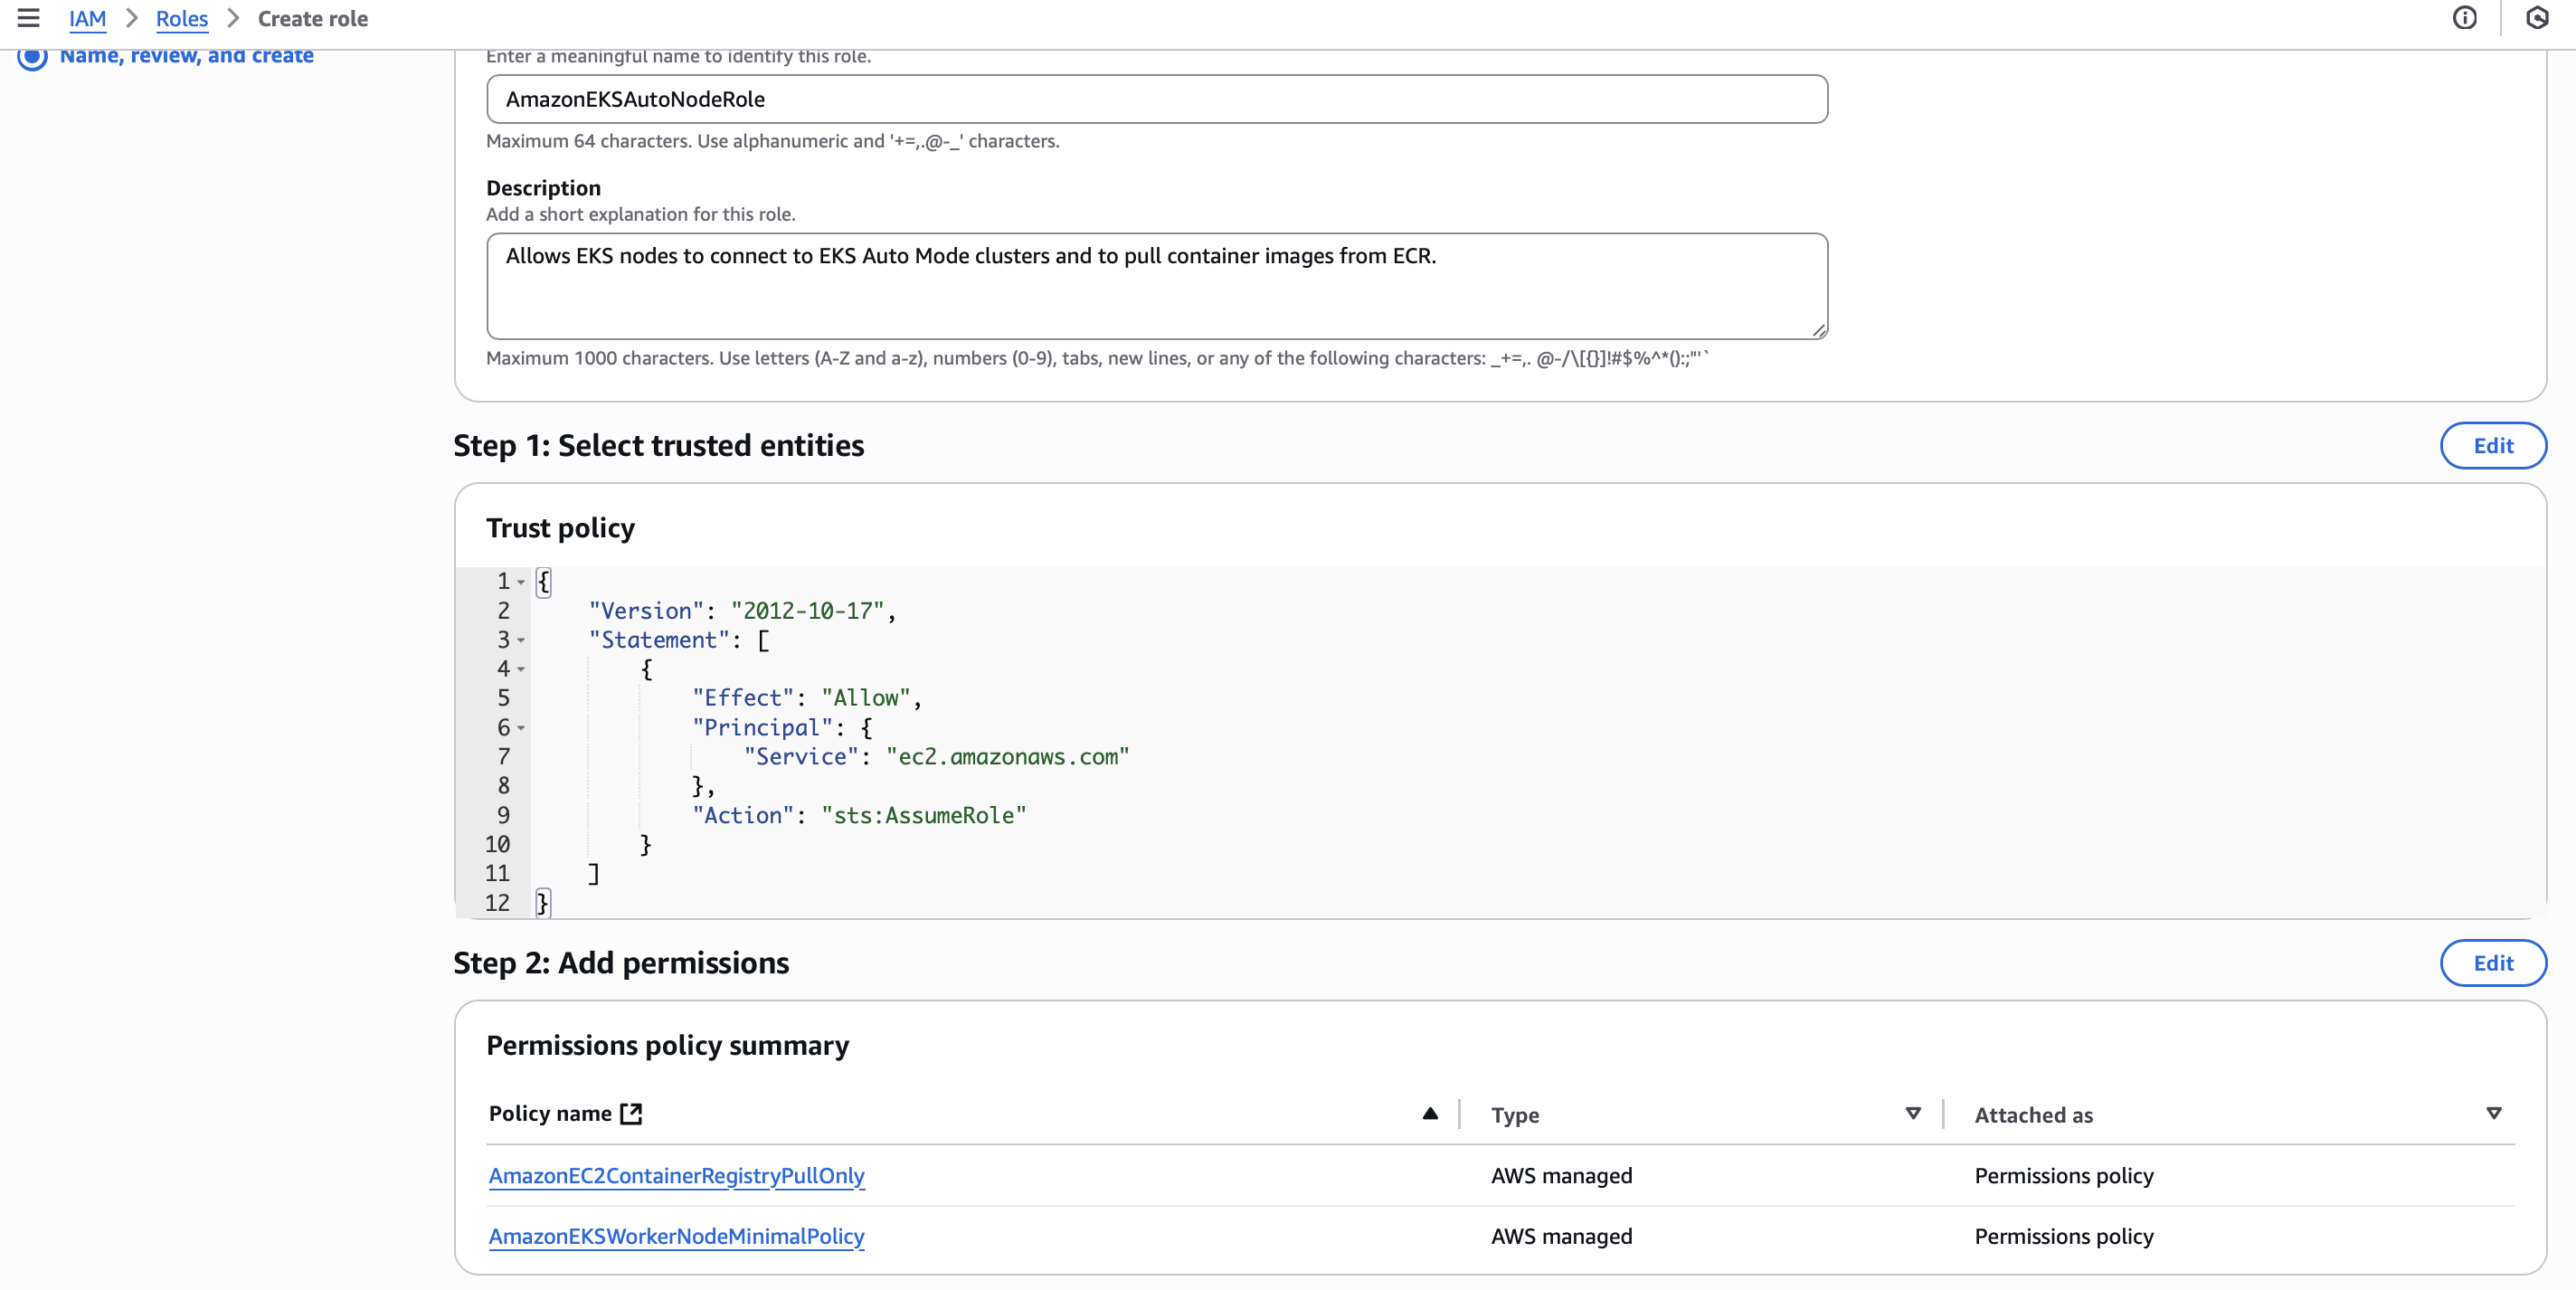 IAM > Roles > Create role
Name, review, and create
Enter a meaningful name to identify this role.
AmazonEKSAutoNodeRole
Maximum 64 characters. Use alphanumeric and '+=,.@-_' characters.
Description
Add a short explanation for this role.
Allows EKS nodes to connect to EKS Auto Mode clusters and to pull container images from ECR.
Maximum 1000 characters. Use letters (A-Z and a-z), numbers (0-9), tabs, new lines, or any of the following characters: _+=,. @-/\[{}]!#$%^*();:"'`
Step 1: Select trusted entities
Edit
Trust policy
1 {
2 "Version": "2012-10-17",
3 "Statement": [
4 {
5 "Effect": "Allow",
6 "Principal": {
7 "Service": "ec2.amazonaws.com"
8 },
9 "Action": "sts:AssumeRole"
10 }
11 ]
12 }
Step 2: Add permissions
Edit
Permissions policy summary
Policy name Type Attached as
AmazonEC2ContainerRegistryPullOnly AWS managed Permissions policy
AmazonEKSWorkerNodeMinimalPolicy AWS managed Permissions policy